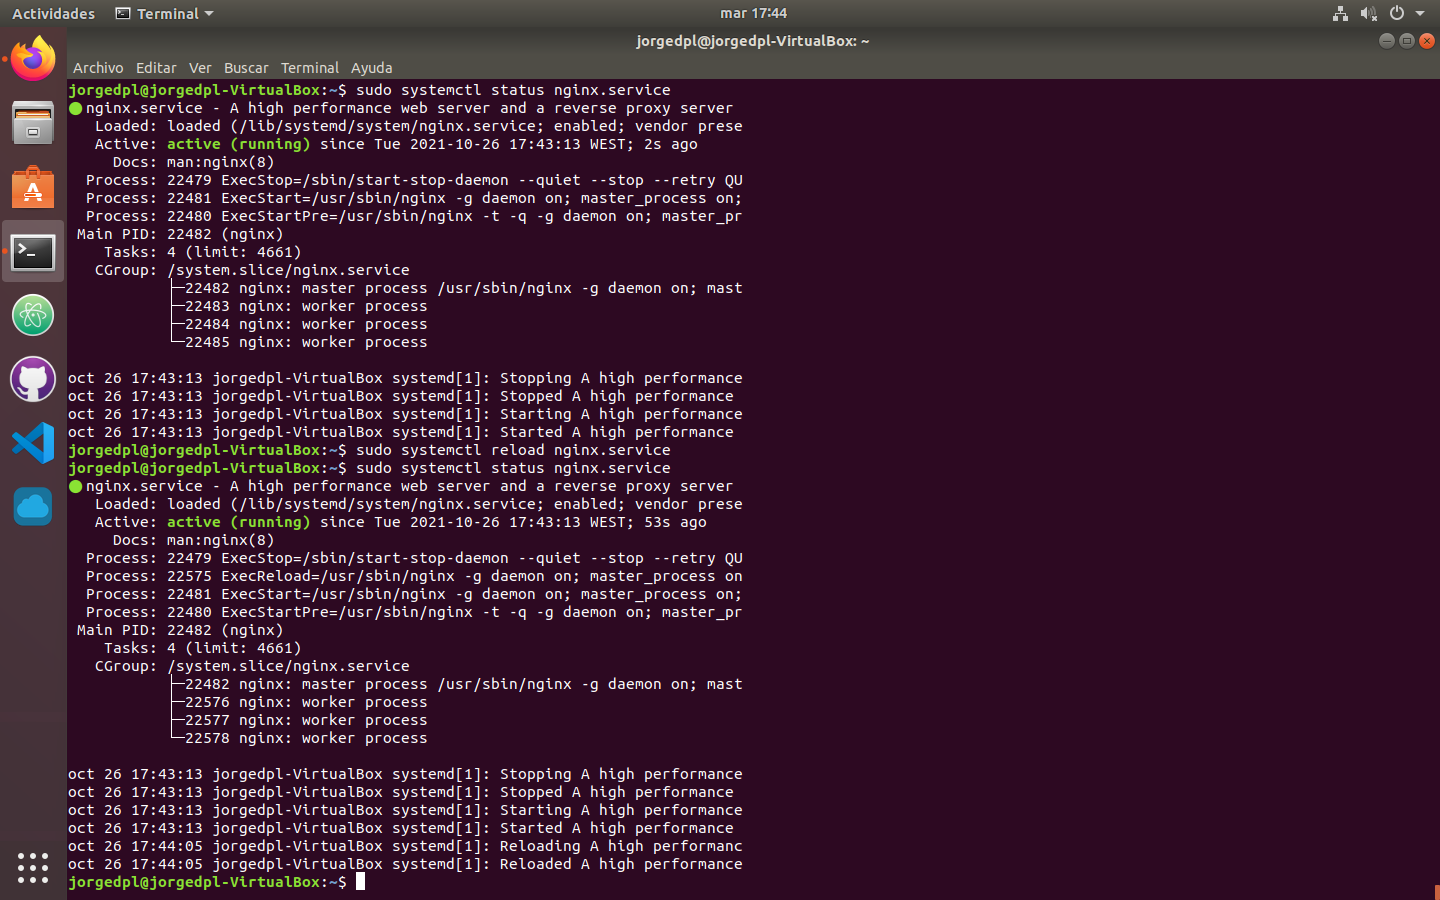 Actividades Terminal mar 17:44
jorgedpl@jorgedpl-VirtualBox: ~
Archivo Editar Ver Buscar Terminal Ayuda
jorgedpl@jorgedpl-VirtualBox:~$ sudo systemctl status nginx.service
● nginx.service - A high performance web server and a reverse proxy server
   Loaded: loaded (/lib/systemd/system/nginx.service; enabled; vendor prese
   Active: active (running) since Tue 2021-10-26 17:43:13 WEST; 2s ago
     Docs: man:nginx(8)
  Process: 22479 ExecStop=/sbin/start-stop-daemon --quiet --stop --retry QU
  Process: 22481 ExecStart=/usr/sbin/nginx -g daemon on; master_process on;
  Process: 22480 ExecStartPre=/usr/sbin/nginx -t -q -g daemon on; master_pr
 Main PID: 22482 (nginx)
    Tasks: 4 (limit: 4661)
   CGroup: /system.slice/nginx.service
           ├─22482 nginx: master process /usr/sbin/nginx -g daemon on; mast
           ├─22483 nginx: worker process
           ├─22484 nginx: worker process
           └─22485 nginx: worker process

oct 26 17:43:13 jorgedpl-VirtualBox systemd[1]: Stopping A high performance
oct 26 17:43:13 jorgedpl-VirtualBox systemd[1]: Stopped A high performance
oct 26 17:43:13 jorgedpl-VirtualBox systemd[1]: Starting A high performance
oct 26 17:43:13 jorgedpl-VirtualBox systemd[1]: Started A high performance
jorgedpl@jorgedpl-VirtualBox:~$ sudo systemctl reload nginx.service
jorgedpl@jorgedpl-VirtualBox:~$ sudo systemctl status nginx.service
● nginx.service - A high performance web server and a reverse proxy server
   Loaded: loaded (/lib/systemd/system/nginx.service; enabled; vendor prese
   Active: active (running) since Tue 2021-10-26 17:43:13 WEST; 53s ago
     Docs: man:nginx(8)
  Process: 22479 ExecStop=/sbin/start-stop-daemon --quiet --stop --retry QU
  Process: 22575 ExecReload=/usr/sbin/nginx -g daemon on; master_process on
  Process: 22481 ExecStart=/usr/sbin/nginx -g daemon on; master_process on;
  Process: 22480 ExecStartPre=/usr/sbin/nginx -t -q -g daemon on; master_pr
 Main PID: 22482 (nginx)
    Tasks: 4 (limit: 4661)
   CGroup: /system.slice/nginx.service
           ├─22482 nginx: master process /usr/sbin/nginx -g daemon on; mast
           ├─22576 nginx: worker process
           ├─22577 nginx: worker process
           └─22578 nginx: worker process

oct 26 17:43:13 jorgedpl-VirtualBox systemd[1]: Stopping A high performance
oct 26 17:43:13 jorgedpl-VirtualBox systemd[1]: Stopped A high performance
oct 26 17:43:13 jorgedpl-VirtualBox systemd[1]: Starting A high performance
oct 26 17:43:13 jorgedpl-VirtualBox systemd[1]: Started A high performance
oct 26 17:44:05 jorgedpl-VirtualBox systemd[1]: Reloading A high performanc
oct 26 17:44:05 jorgedpl-VirtualBox systemd[1]: Reloaded A high performance
jorgedpl@jorgedpl-VirtualBox:~$